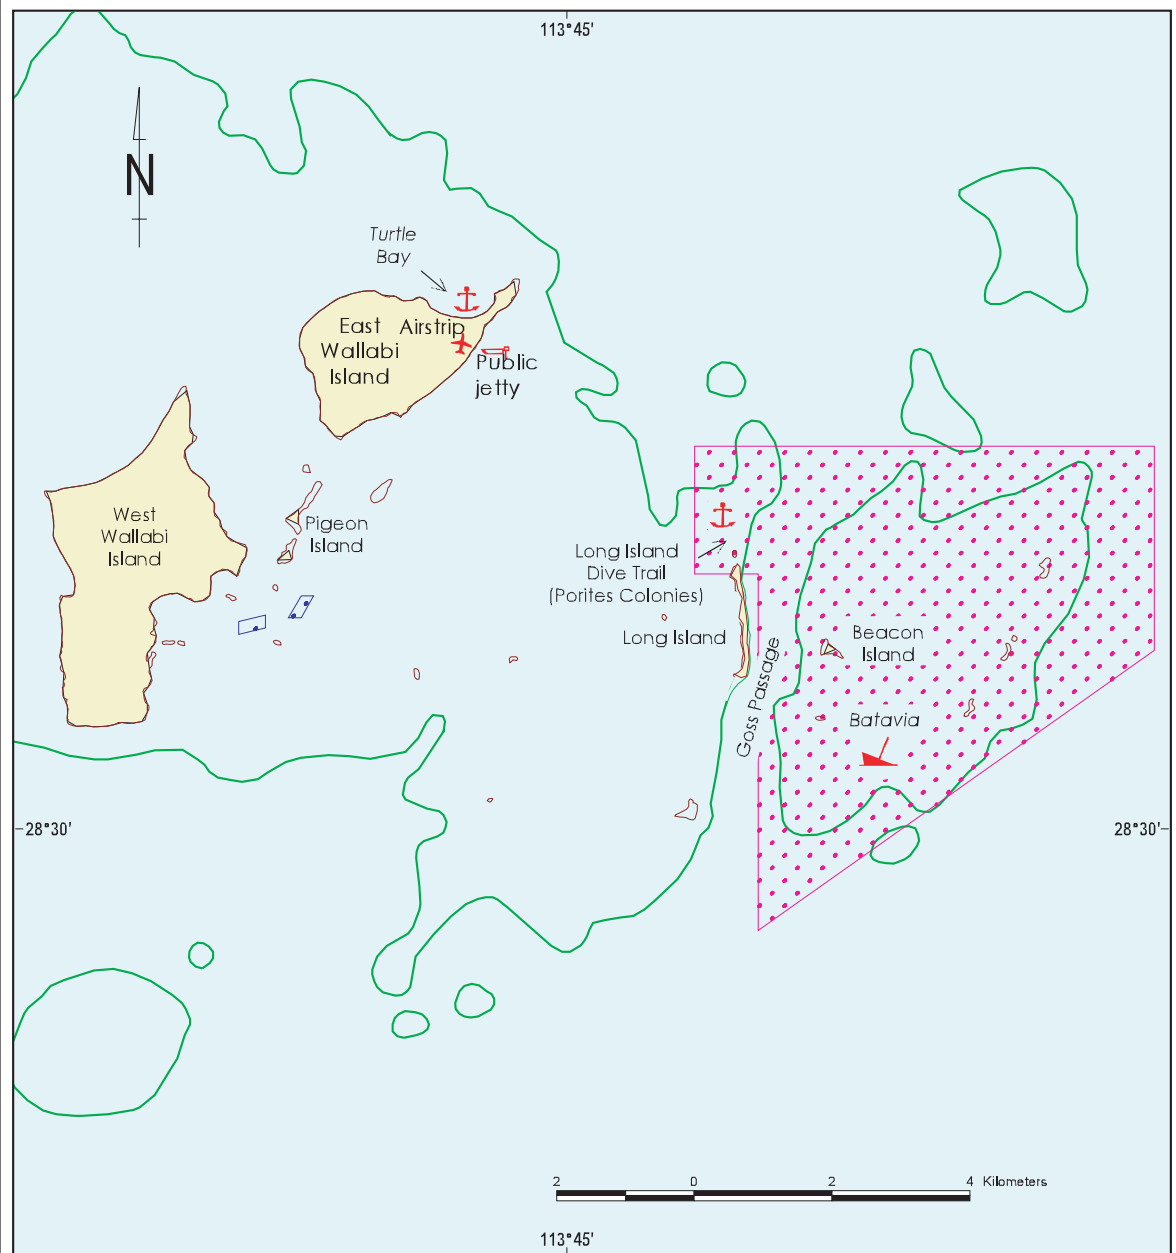 113°45'
N
Turtle
Bay
East
Wallabi
Island
Airstrip
Public
jetty
West
Wallabi
Island
Pigeon
Island
Long Island
Dive Trail
(Porites Colonies)
Long Island
Goss Passage
Beacon
Island
Batavia
28°30'
28°30'
2 0 2 4 Kilometers
113°45'